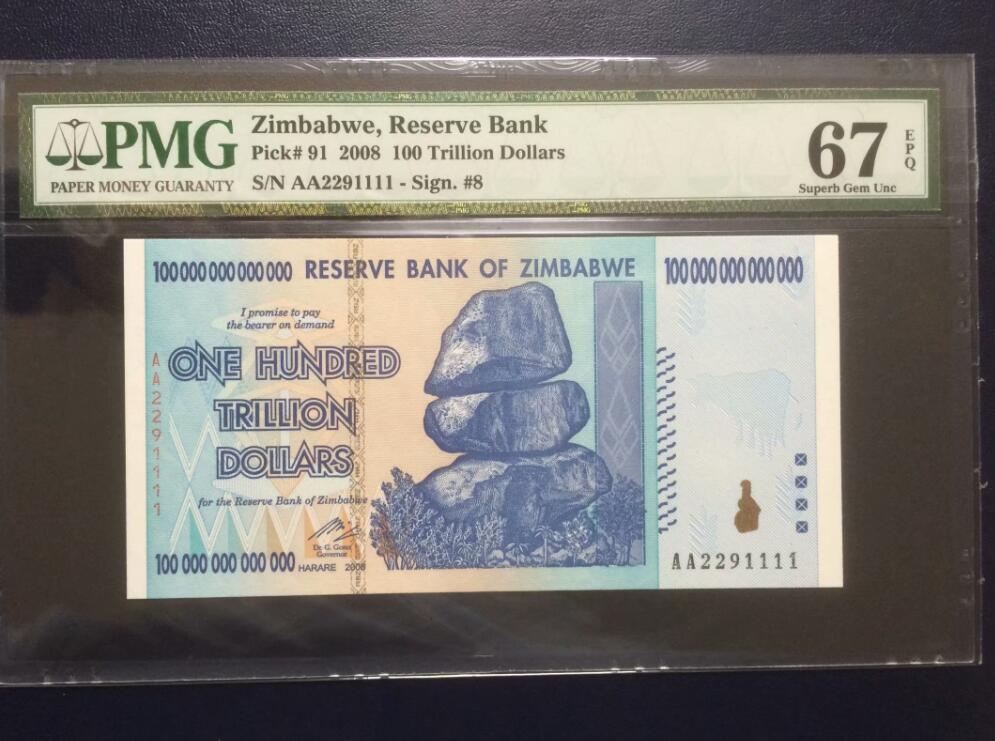 PMG
PAPER MONEY GUARANTY
Zimbabwe, Reserve Bank
Pick# 91 2008 100 Trillion Dollars
S/N AA2291111 - Sign. #8
67
EPQ
Superb Gem Unc
100 000 000 000 000 RESERVE BANK OF ZIMBABWE 100 000 000 000 000
I promise to pay
the bearer on demand
ONE HUNDRED
TRILLION
DOLLARS
AA2291111
for the Reserve Bank of Zimbabwe
Dr. G. Gono
Governor
100 000 000 000 000 HARARE 2008
AA2291111